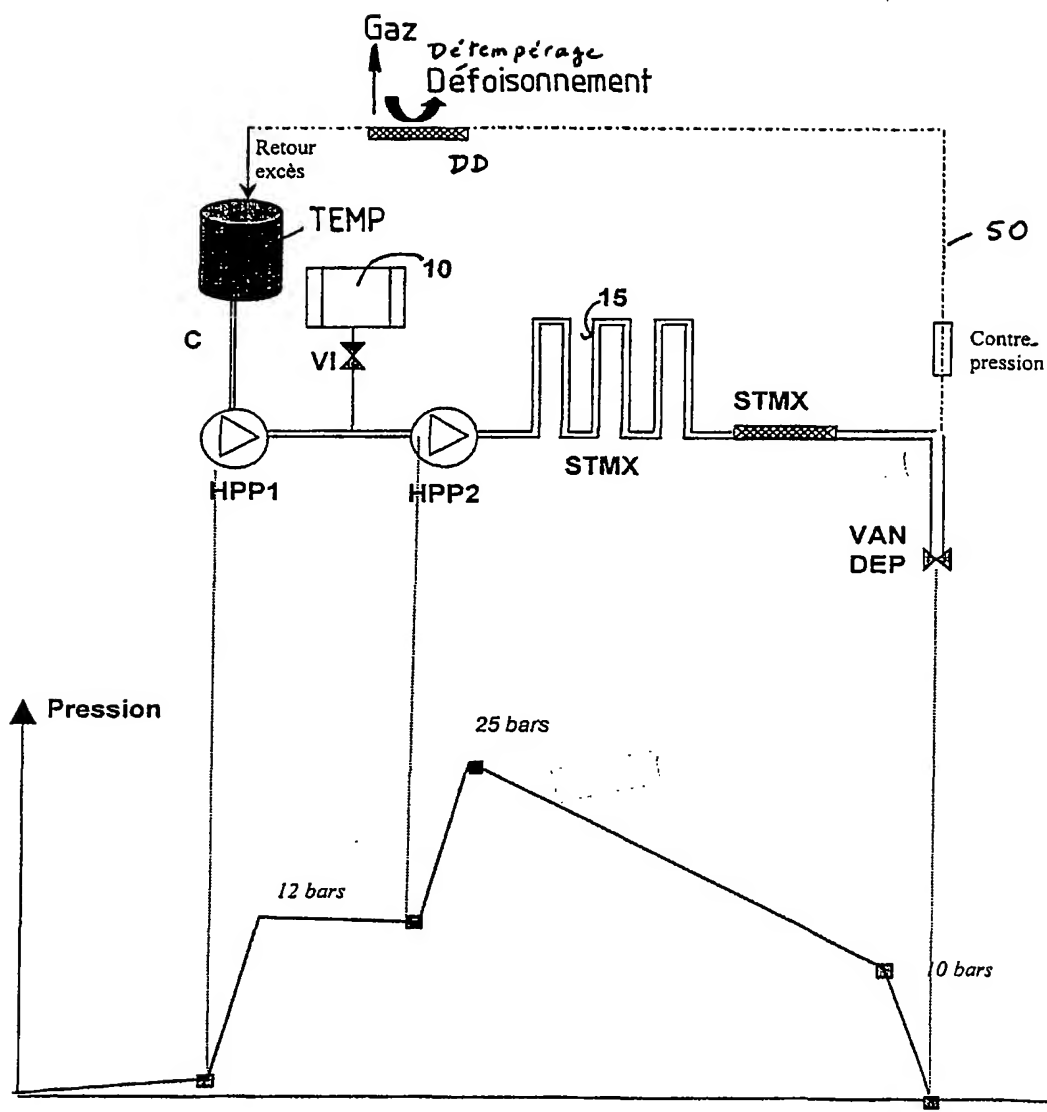 Gaz
Détempérage
Défoisonnement
Retour
excès
DD
TEMP
50
10
15
C
VI
Contre-
pression
STMX
STMX
HPP1
HPP2
VAN
DEP
Pression
25 bars
12 bars
10 bars